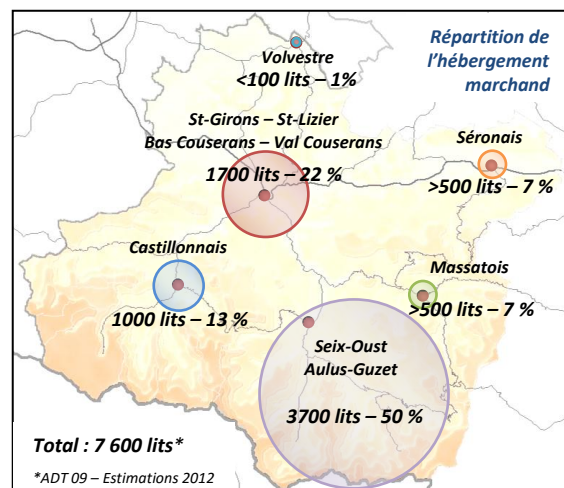 Répartition de
l'hébergement
marchand
Volvestre
<100 lits – 1%
St-Girons – St-Lizier
Bas Couserans – Val Couserans
1700 lits – 22 %
Séronais
>500 lits – 7 %
Castillonnais
1000 lits – 13 %
Massatois
>500 lits – 7 %
Seix-Oust
Aulus-Guzet
3700 lits – 50 %
Total : 7 600 lits*
*ADT 09 – Estimations 2012